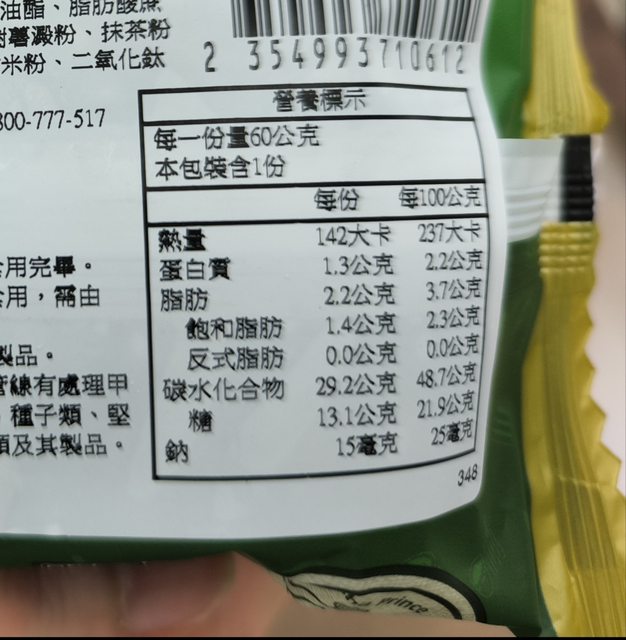 油酯、脂肪酸蔗
樹薯澱粉、抹茶粉
米粉、二氧化鈦
2 354993710612
800-777-517
食用完畢。
食用，需由
製品。
管線有處理甲
種子類、堅
類及其製品。
營養標示
每一份量60公克
本包裝含1份
每份 每100公克
熱量 142大卡 237大卡
蛋白質 1.3公克 2.2公克
脂肪 2.2公克 3.7公克
飽和脂肪 1.4公克 2.3公克
反式脂肪 0.0公克 0.0公克
碳水化合物 29.2公克 48.7公克
糖 13.1公克 21.9公克
鈉 15毫克 25毫克
348
Prince